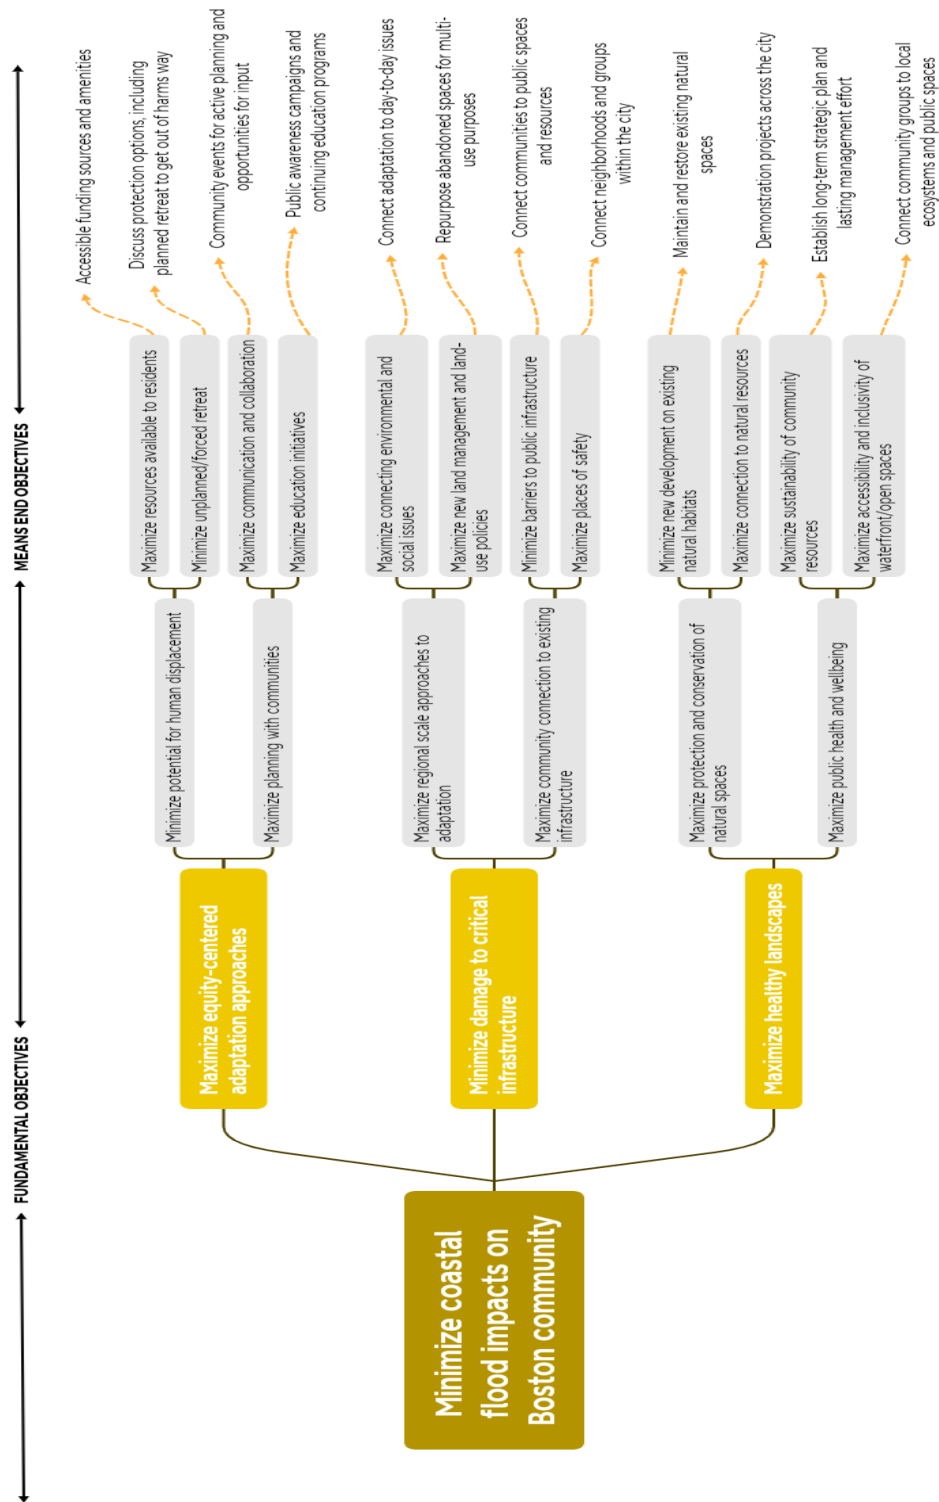 FUNDAMENTAL OBJECTIVES
MEANS END OBJECTIVES
Minimize coastal
flood impacts on
Boston community
Maximize equity-centered
adaptation approaches
Minimize potential for human displacement
Maximize resources available to residents
Accessible funding sources and amenities
Minimize unplanned/forced retreat
Discuss protection options, including
planned retreat to get out of harms way
Maximize planning with communities
Maximize communication and collaboration
Community events for active planning and
opportunities for input
Maximize education initiatives
Public awareness campaigns and
continuing education programs
Minimize damage to critical
infrastructure
Maximize regional scale approaches to
adaptation
Maximize connecting environmental and
social issues
Connect adaptation to day-to-day issues
Maximize new land management and land-
use policies
Repurpose abandoned spaces for multi-
use purposes
Maximize community connection to existing
infrastructure
Minimize barriers to public infrastructure
Connect communities to public spaces
and resources
Maximize places of safety
Connect neighborhoods and groups
within the city
Maximize healthy landscapes
Maximize protection and conservation of
natural spaces
Minimize new development on existing
natural habitats
Maintain and restore existing natural
spaces
Maximize connection to natural resources
Demonstration projects across the city
Maximize public health and wellbeing
Maximize sustainability of community
resources
Establish long-term strategic plan and
lasting management effort
Maximize accessibility and inclusivity of
waterfront/open spaces
Connect community groups to local
ecosystems and public spaces